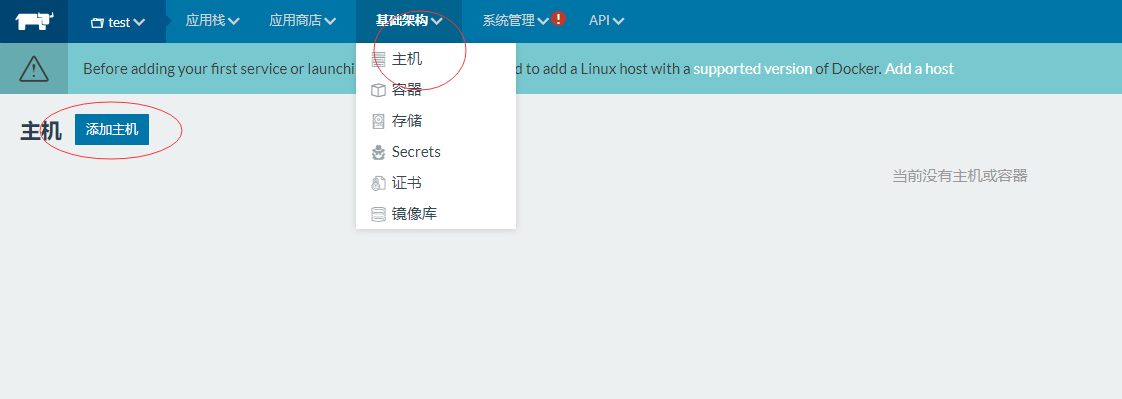 test 应用栈 应用商店 基础架构 系统管理 ! API
Before adding your first service or launchi d to add a Linux host with a supported version of Docker. Add a host
主机
容器
存储
Secrets
证书
镜像库
主机 添加主机
当前没有主机或容器